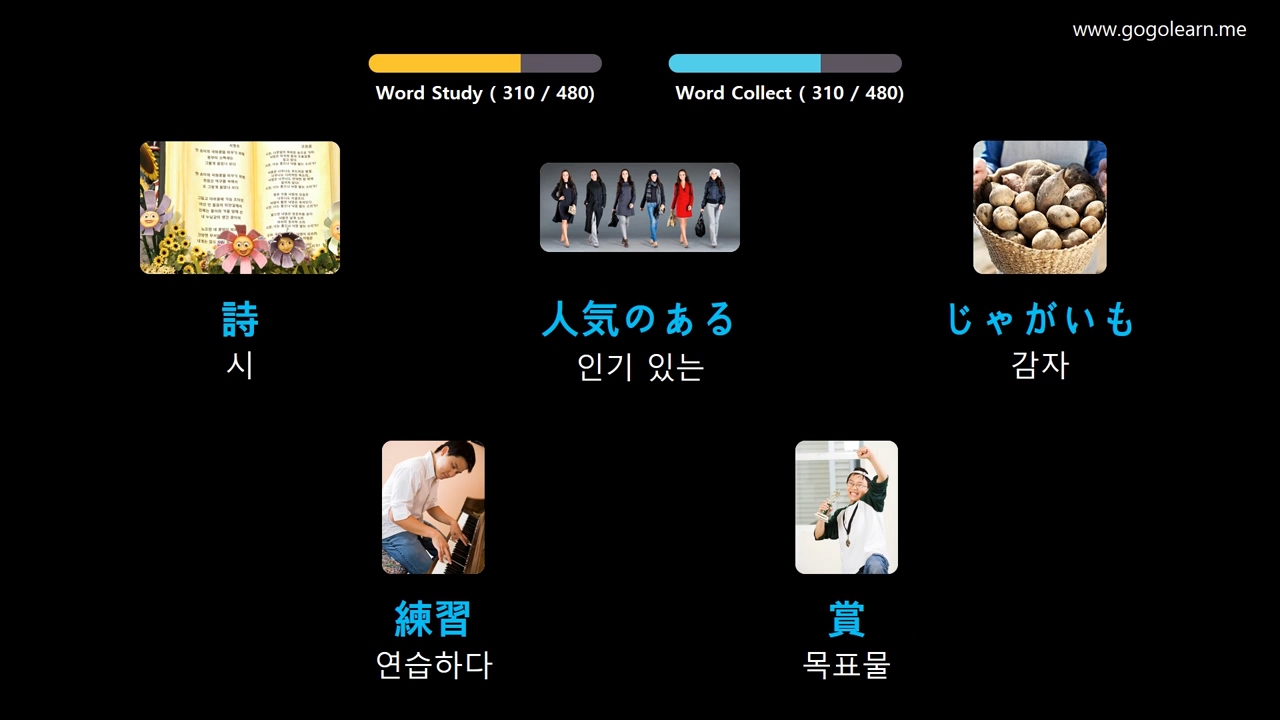 www.gogolearn.me
Word Study ( 310 / 480)
Word Collect ( 310 / 480)
詩
시
人気のある
인기 있는
じゃがいも
감자
練習
연습하다
賞
목표물